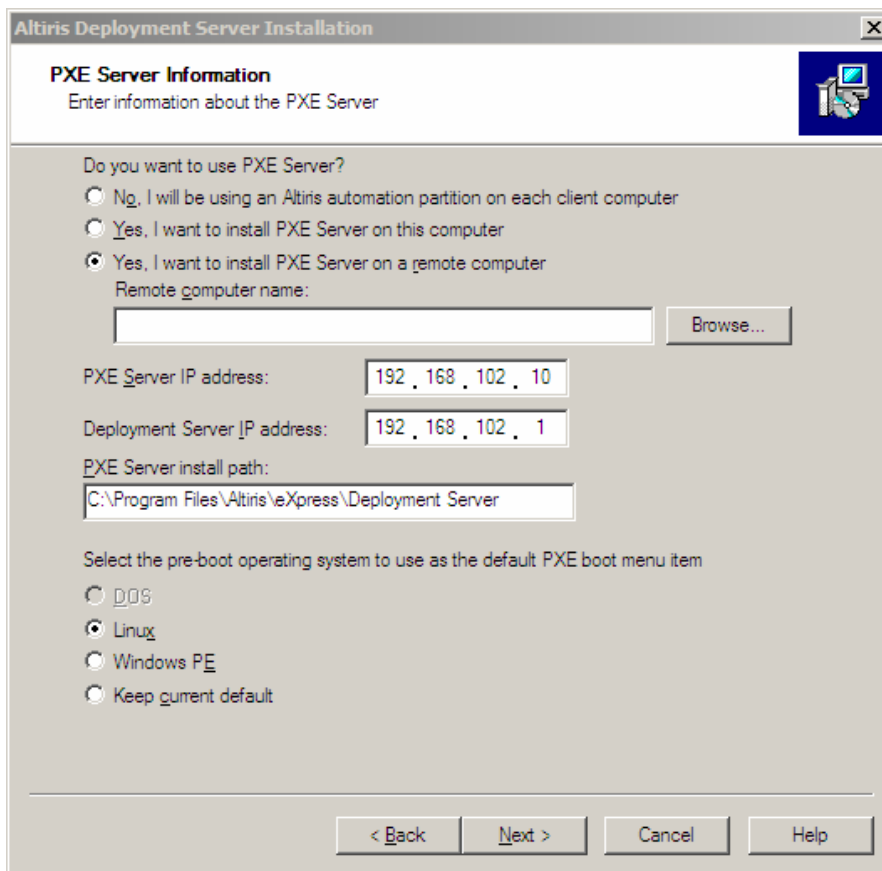 Altiris Deployment Server Installation
PXE Server Information
Enter information about the PXE Server
Do you want to use PXE Server?
No, I will be using an Altiris automation partition on each client computer
Yes, I want to install PXE Server on this computer
Yes, I want to install PXE Server on a remote computer
Remote computer name:
Browse...
PXE Server IP address: 192 . 168 . 102 . 10
Deployment Server IP address: 192 . 168 . 102 . 1
PXE Server install path:
C:\Program Files\Altiris\eXpress\Deployment Server
Select the pre-boot operating system to use as the default PXE boot menu item
DOS
Linux
Windows PE
Keep current default
< Back Next > Cancel Help